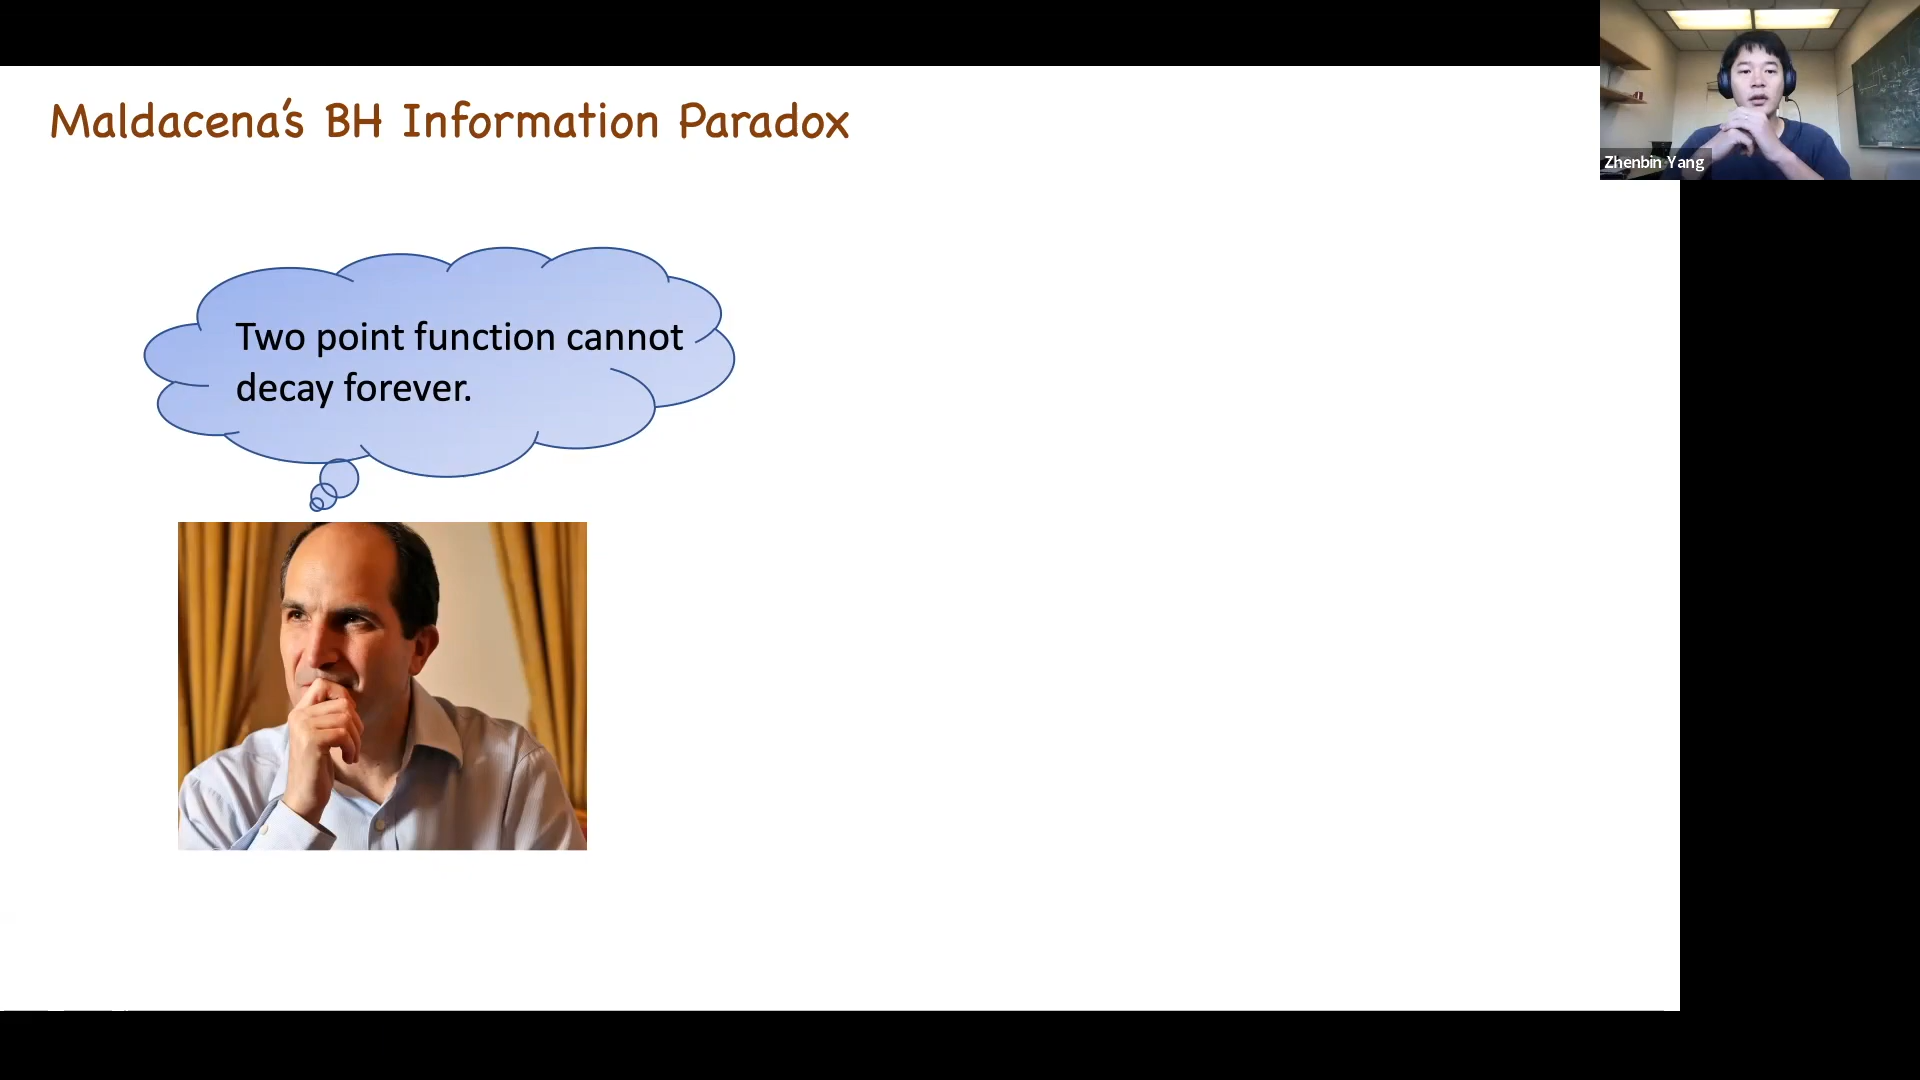 Maldacena's BH Information Paradox
Zhenbin Yang
Two point function cannot
decay forever.